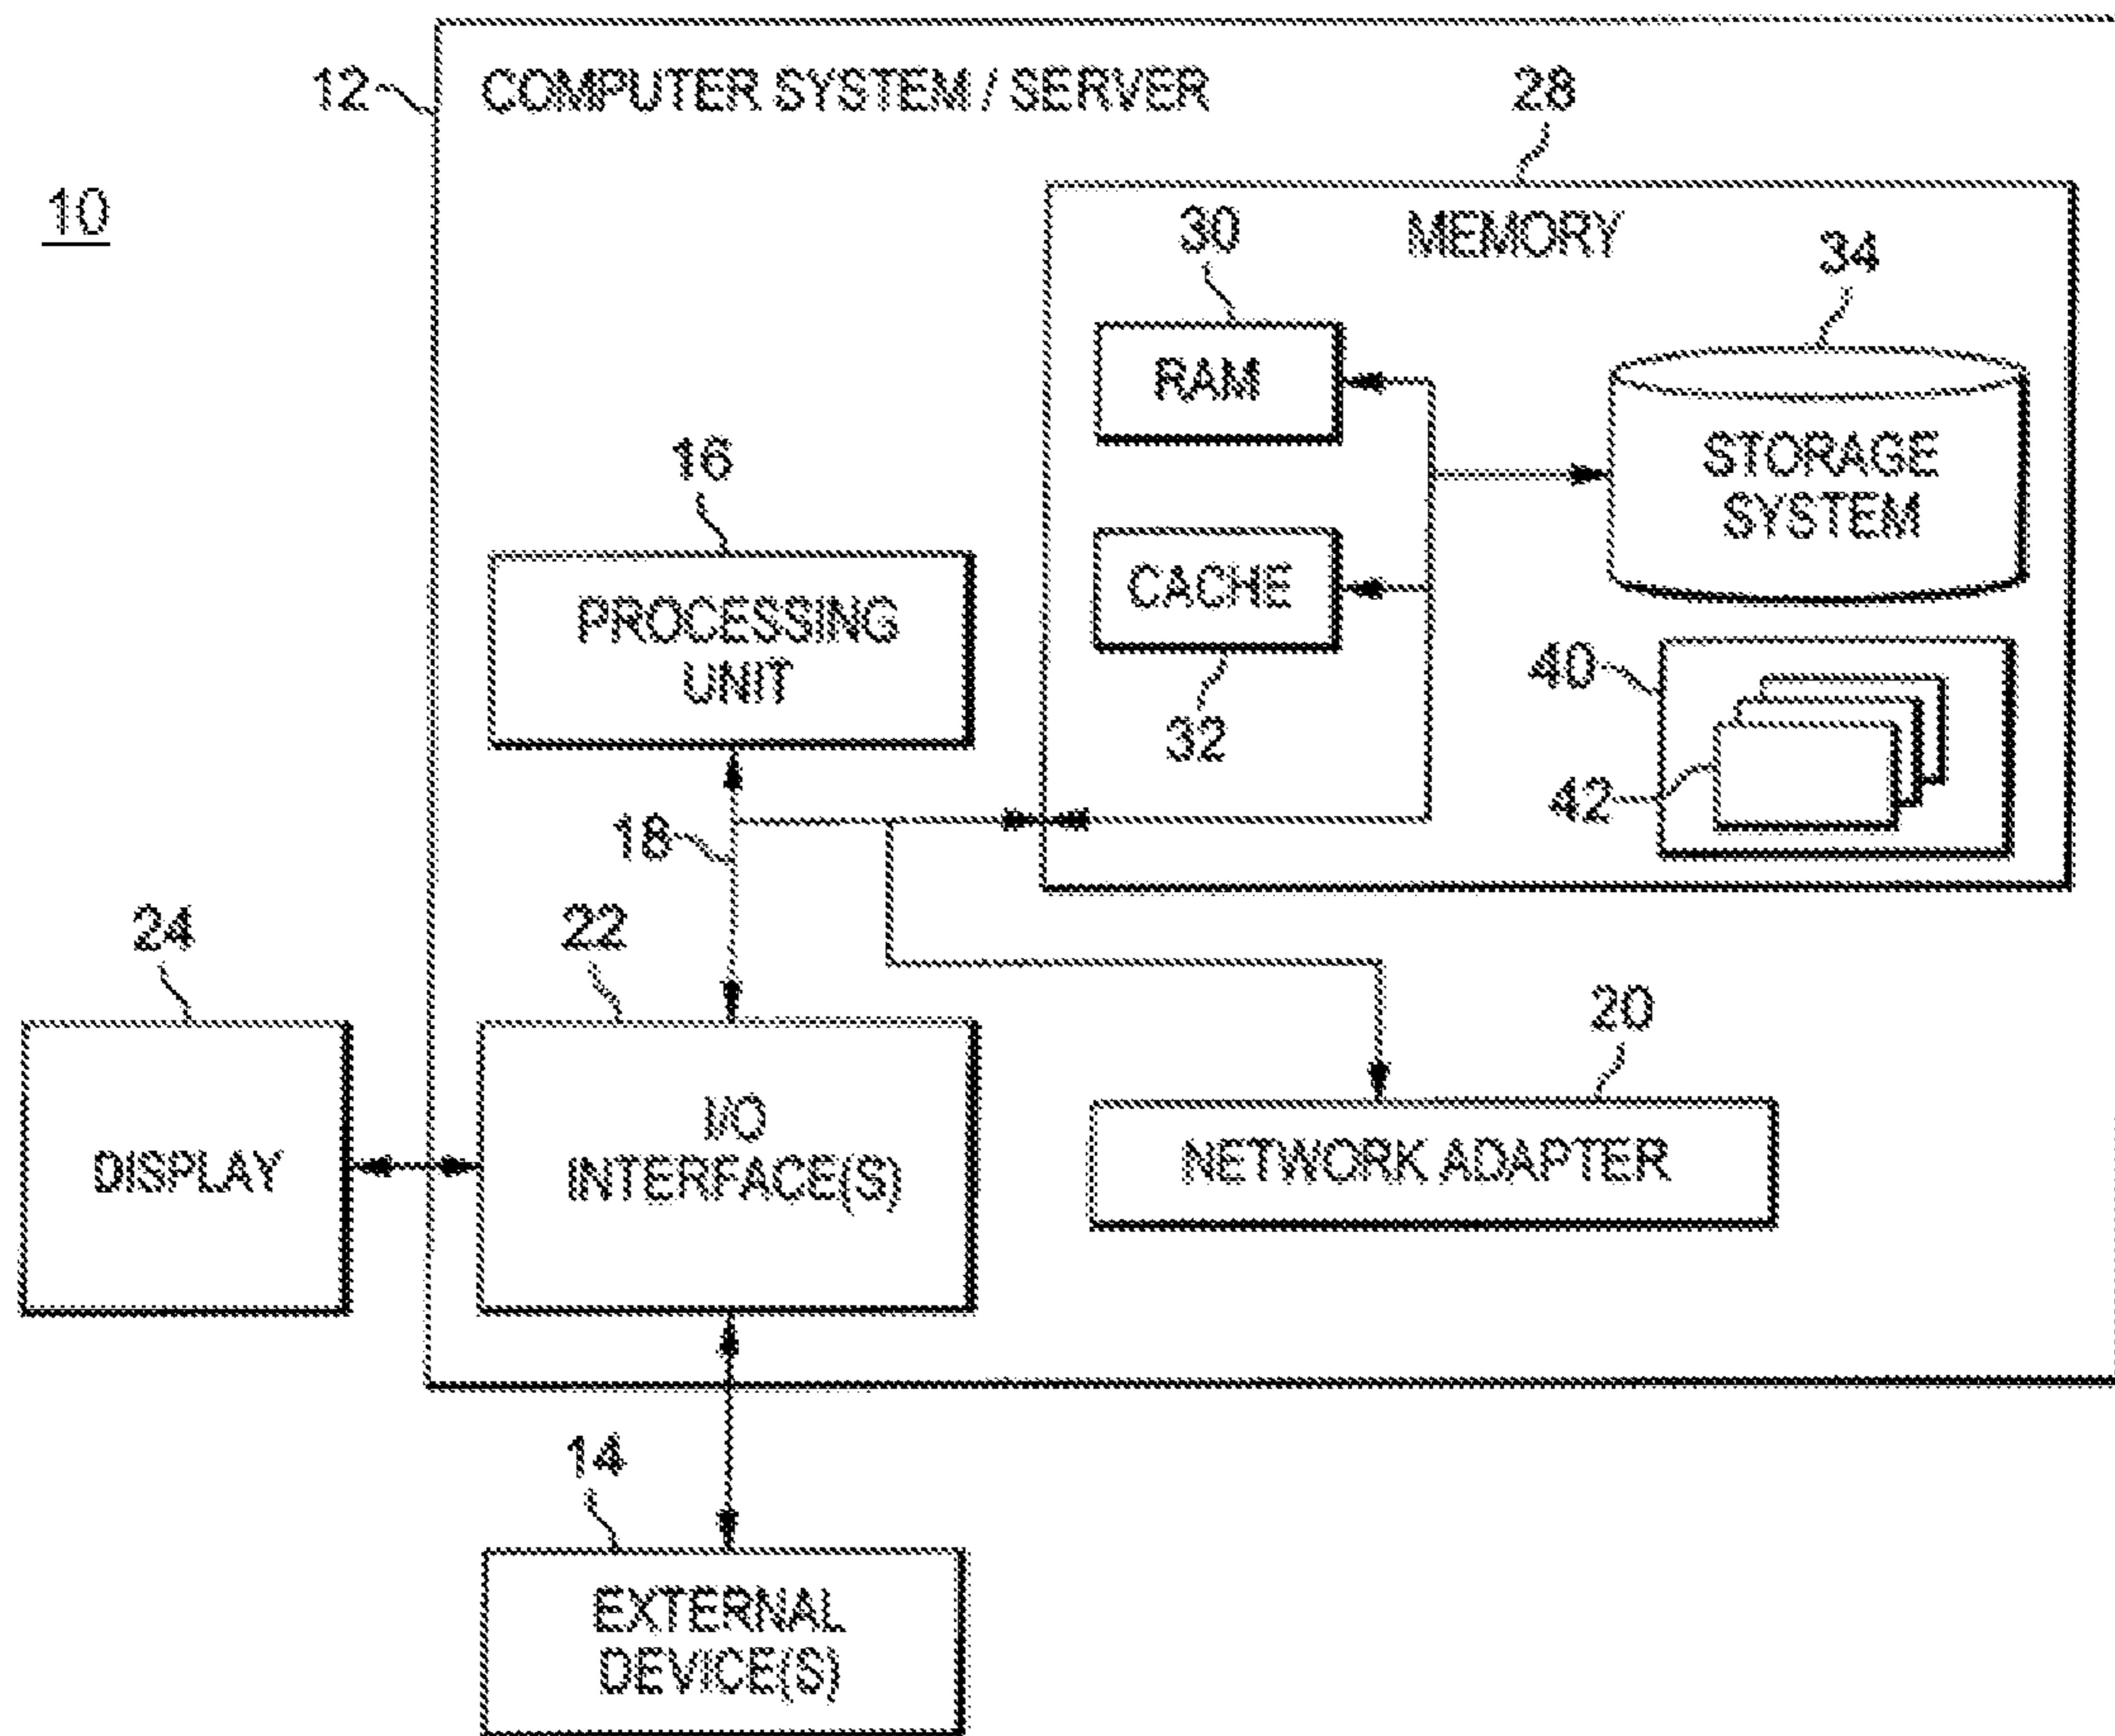 12
COMPUTER SYSTEM / SERVER
28
10
30
MEMORY
34
RAM
STORAGE
SYSTEM
16
CACHE
PROCESSING
UNIT
32
40
42
18
24
22
20
DISPLAY
I/O
INTERFACE(S)
NETWORK ADAPTER
14
EXTERNAL
DEVICE(S)